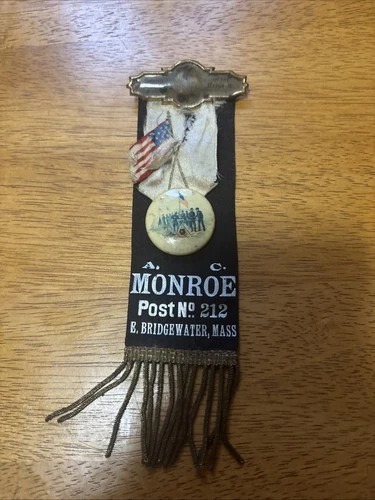 A. C.
MONROE
Post No. 212
E. BRIDGEWATER, MASS